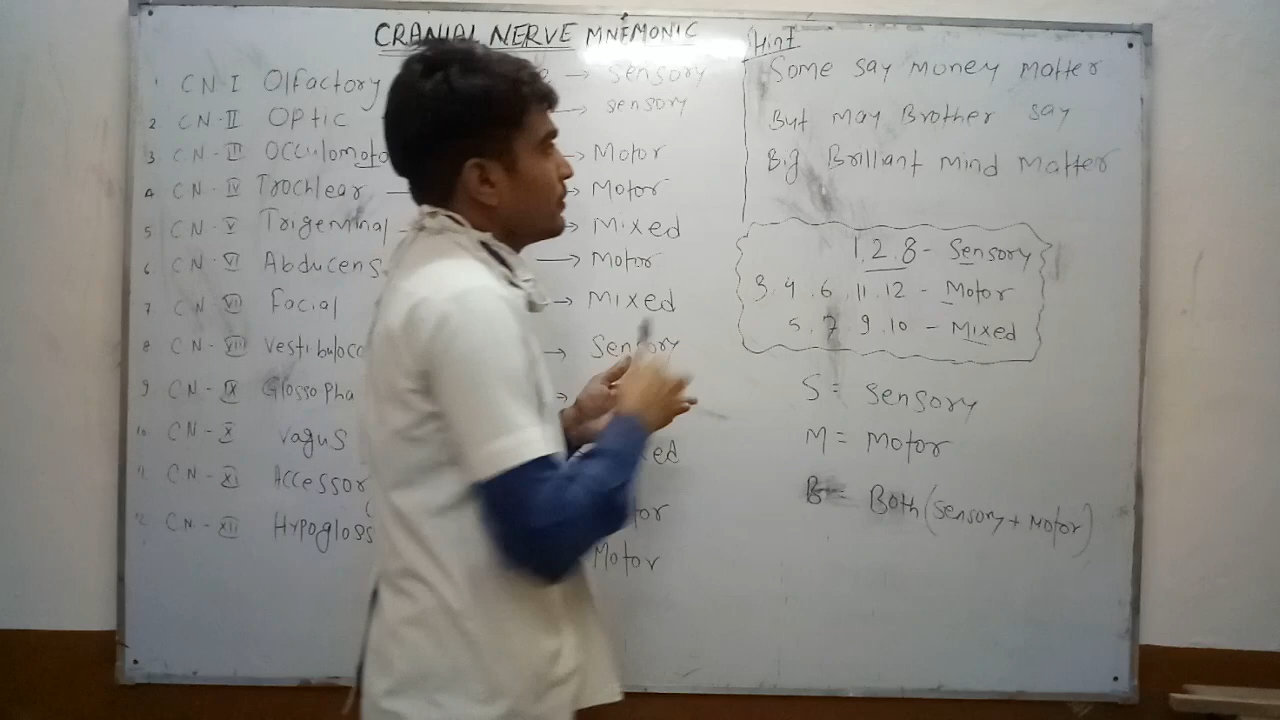 CRANIAL NERVE MNEMONIC
1 CN-I Olfactory → Sensory
2 CN-II Optic → sensory
3 CN-III Occulomoto → Motor
4 CN-IV Trochlear → Motor
5 CN-V Trigeminal → Mixed
6 CN-VI Abducens → Motor
7 CN-VII Facial → Mixed
8 CN-VIII Vestibuloco → Sensory
9 CN-IX Glossopha →
10 CN-X Vagus ed
11 CN-XI Accessor tor
12 CN-XII Hypogloss Motor
Hint
Some say money matter
But may Brother say
Big Brilliant mind matter
1.2.8 - Sensory
3.4.6.11.12 - Motor
5.7.9.10 - Mixed
S = Sensory
M = Motor
B = Both (Sensory + Motor)